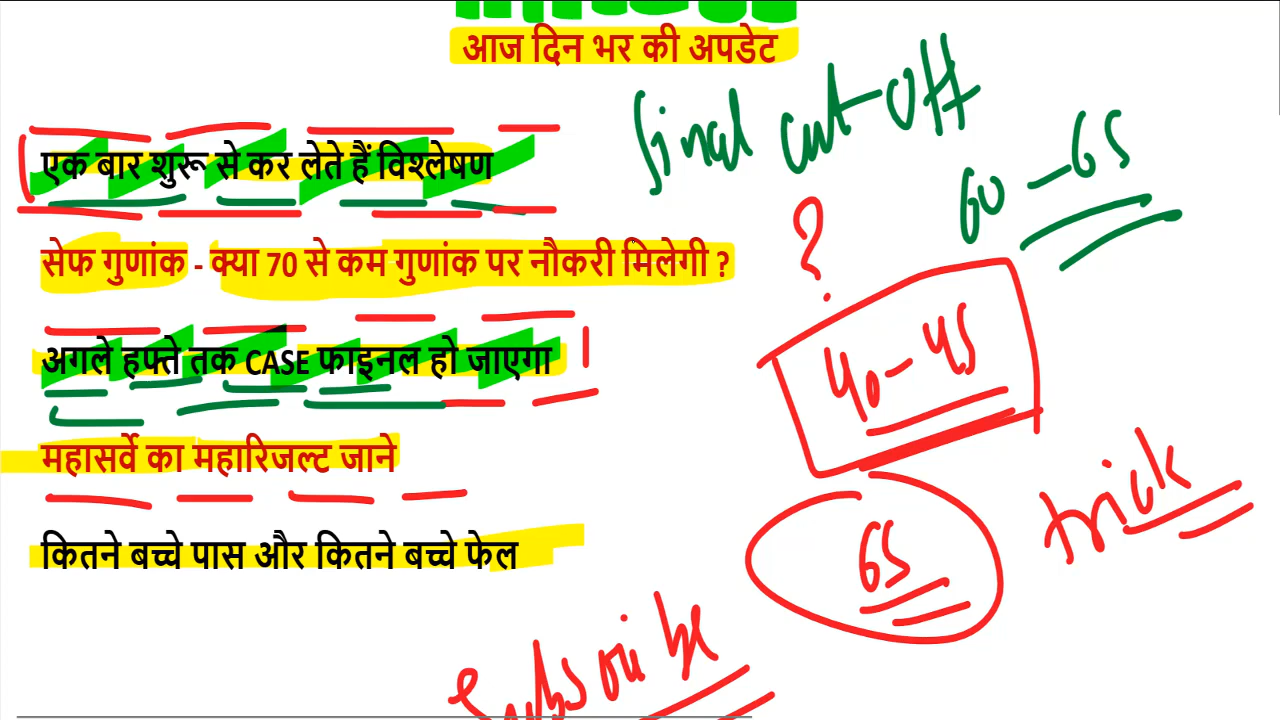 आज दिन भर की अपडेट
final cut-off
60-65
एक बार शुरू से कर लेते हैं विश्लेषण
सेफ गुणांक - क्या 70 से कम गुणांक पर नौकरी मिलेगी ?
?
40-45
अगले हफ्ते तक CASE फाइनल हो जाएगा
महासर्वे का महारिजल्ट जाने
trick
65
कितने बच्चे पास और कितने बच्चे फेल
Subscribe